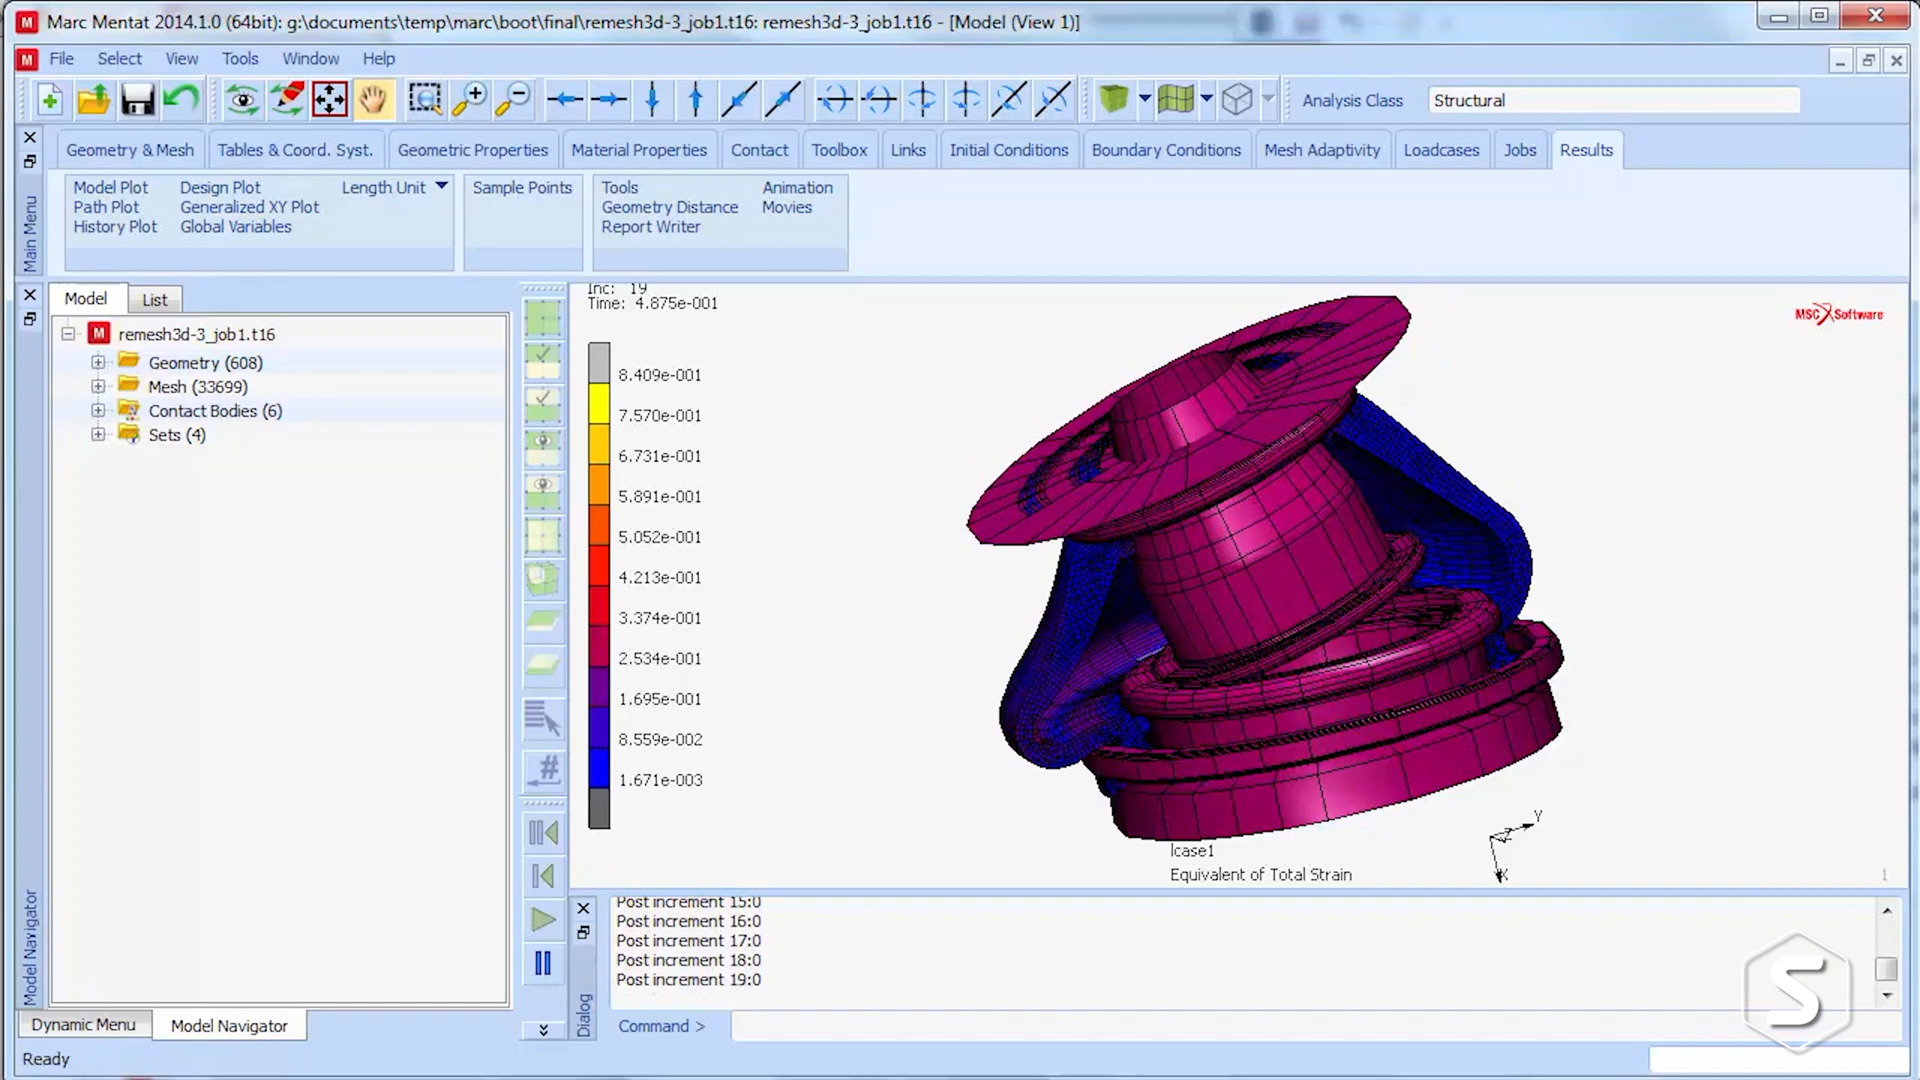 Marc Mentat 2014.1.0 (64bit): g:\documents\temp\marc\boot\final\remesh3d-3_job1.t16: remesh3d-3_job1.t16 - [Model (View 1)]
File Select View Tools Window Help
Analysis Class Structural
Geometry & Mesh Tables & Coord. Syst. Geometric Properties Material Properties Contact Toolbox Links Initial Conditions Boundary Conditions Mesh Adaptivity Loadcases Jobs Results
Main Menu
Model Plot Design Plot Length Unit Sample Points Tools Animation
Path Plot Generalized XY Plot Geometry Distance Movies
History Plot Global Variables Report Writer
Model List
remesh3d-3_job1.t16
Geometry (608)
Mesh (33699)
Contact Bodies (6)
Sets (4)
Model Navigator
Dynamic Menu Model Navigator
Ready
Inc: 19
Time: 4.875e-001
8.409e-001
7.570e-001
6.731e-001
5.891e-001
5.052e-001
4.213e-001
3.374e-001
2.534e-001
1.695e-001
8.559e-002
1.671e-003
MSC Software
Y
X
lcase1
Equivalent of Total Strain
1
Dialog
Post increment 15:0
Post increment 16:0
Post increment 17:0
Post increment 18:0
Post increment 19:0
Command >
S